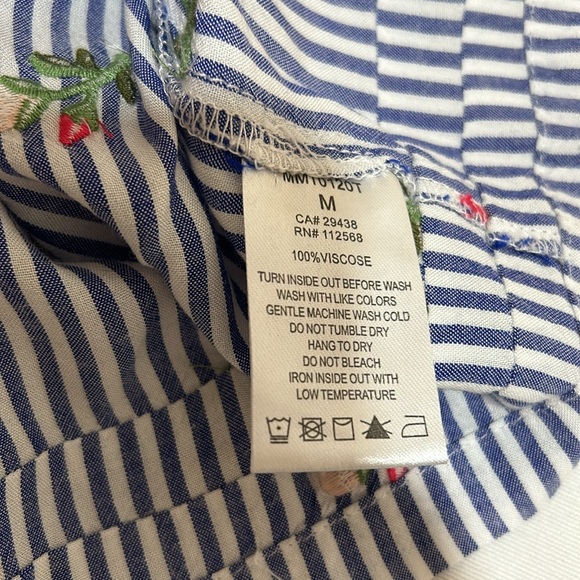 MMT0120T
M
CA# 29438
RN# 112568
100%VISCOSE
TURN INSIDE OUT BEFORE WASH
WASH WITH LIKE COLORS
GENTLE MACHINE WASH COLD
DO NOT TUMBLE DRY
HANG TO DRY
DO NOT BLEACH
IRON INSIDE OUT WITH
LOW TEMPERATURE